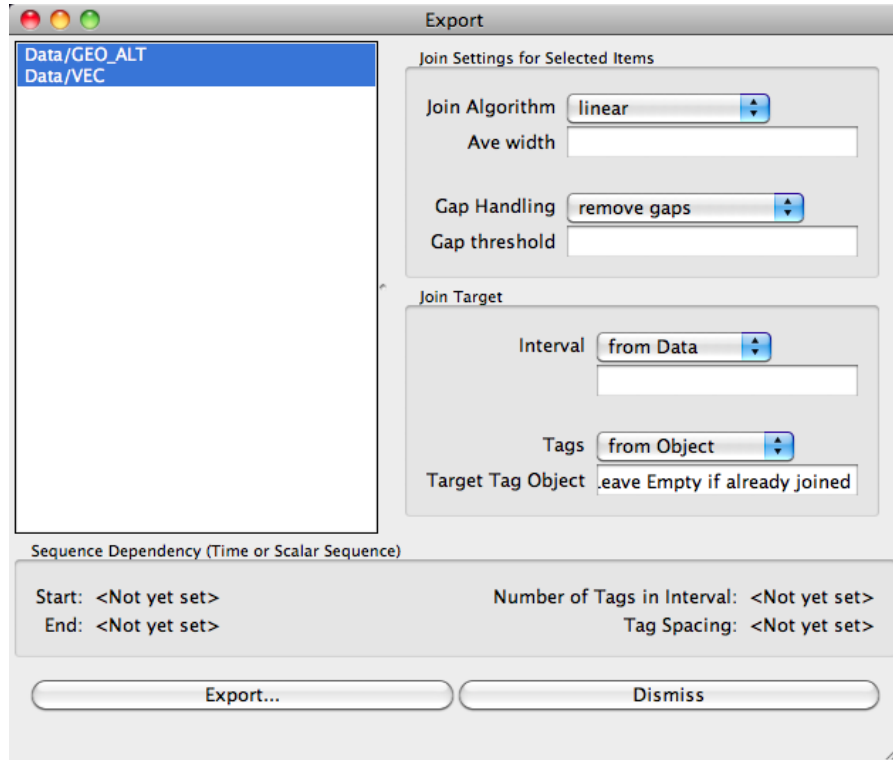 Export
Data/GEO_ALT
Data/VEC
Join Settings for Selected Items
Join Algorithm linear
Ave width
Gap Handling remove gaps
Gap threshold
Join Target
Interval from Data
Tags from Object
Target Tag Object .eave Empty if already joined
Sequence Dependency (Time or Scalar Sequence)
Start: <Not yet set> Number of Tags in Interval: <Not yet set>
End: <Not yet set> Tag Spacing: <Not yet set>
Export... Dismiss